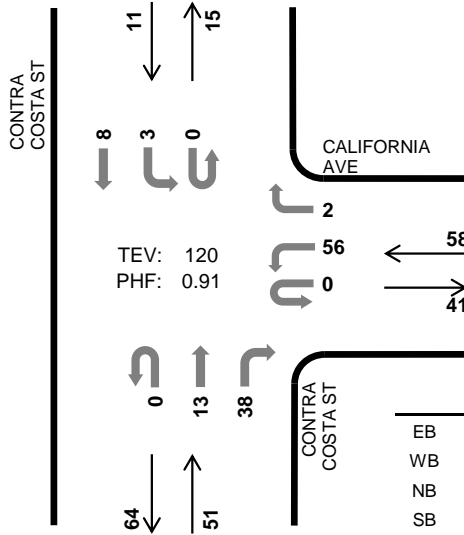 11
15
CONTRA
COSTA ST
8
3
0
CALIFORNIA
AVE
2
TEV: 120
PHF: 0.91
56
58
0
41
0
13
38
CONTRA
COSTA ST
64
51
EB
WB
NB
SB